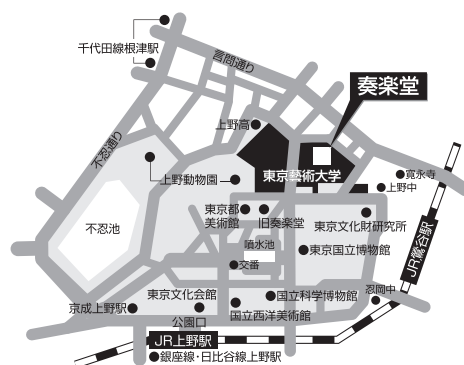 千代田線根津駅
言問通り
奏楽堂
不忍通り
上野高
東京藝術大学
寛永寺
上野中
上野動物園
東京都
美術館
旧奏楽堂
東京文化財研究所
不忍池
噴水池
東京国立博物館
交番
JR鶯谷駅
忍岡中
東京文化会館
国立科学博物館
京成上野駅
公園口
国立西洋美術館
JR上野駅
銀座線・日比谷線上野駅